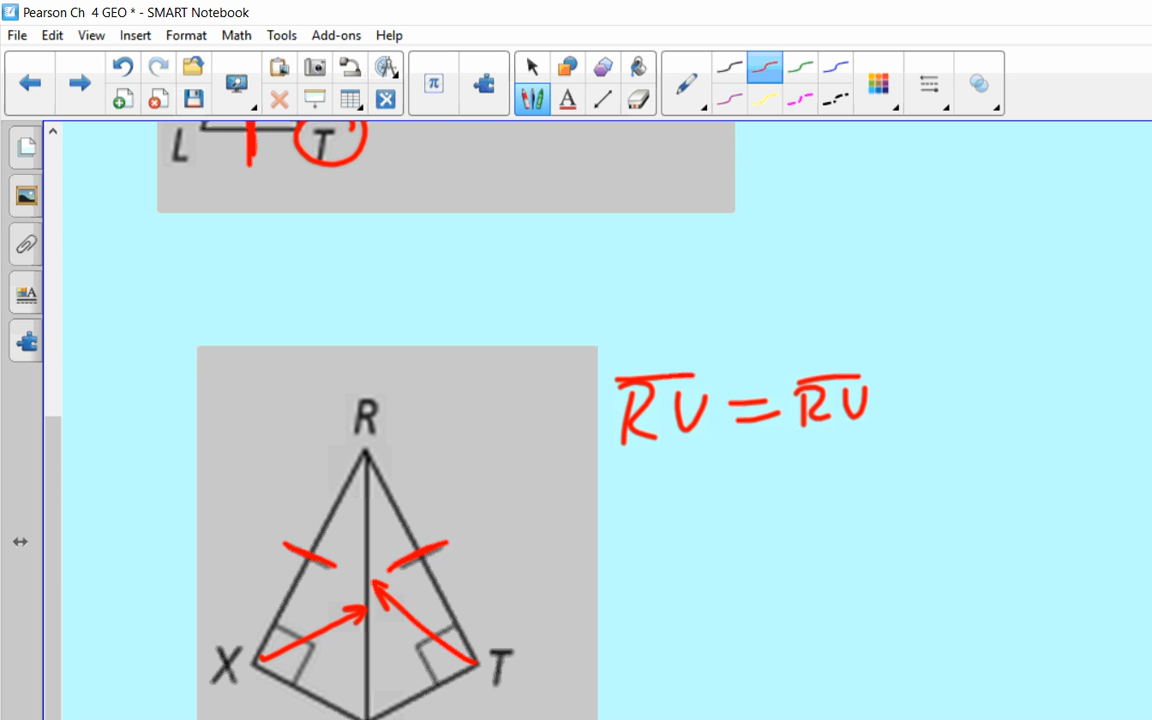 Pearson Ch 4 GEO * - SMART Notebook
File Edit View Insert Format Math Tools Add-ons Help
π
A
A
L T
R
RV = RV
X T